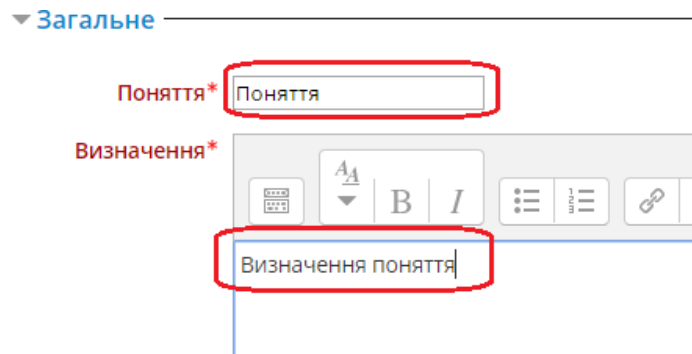 Загальне
Поняття* Поняття
Визначення*
Визначення поняття